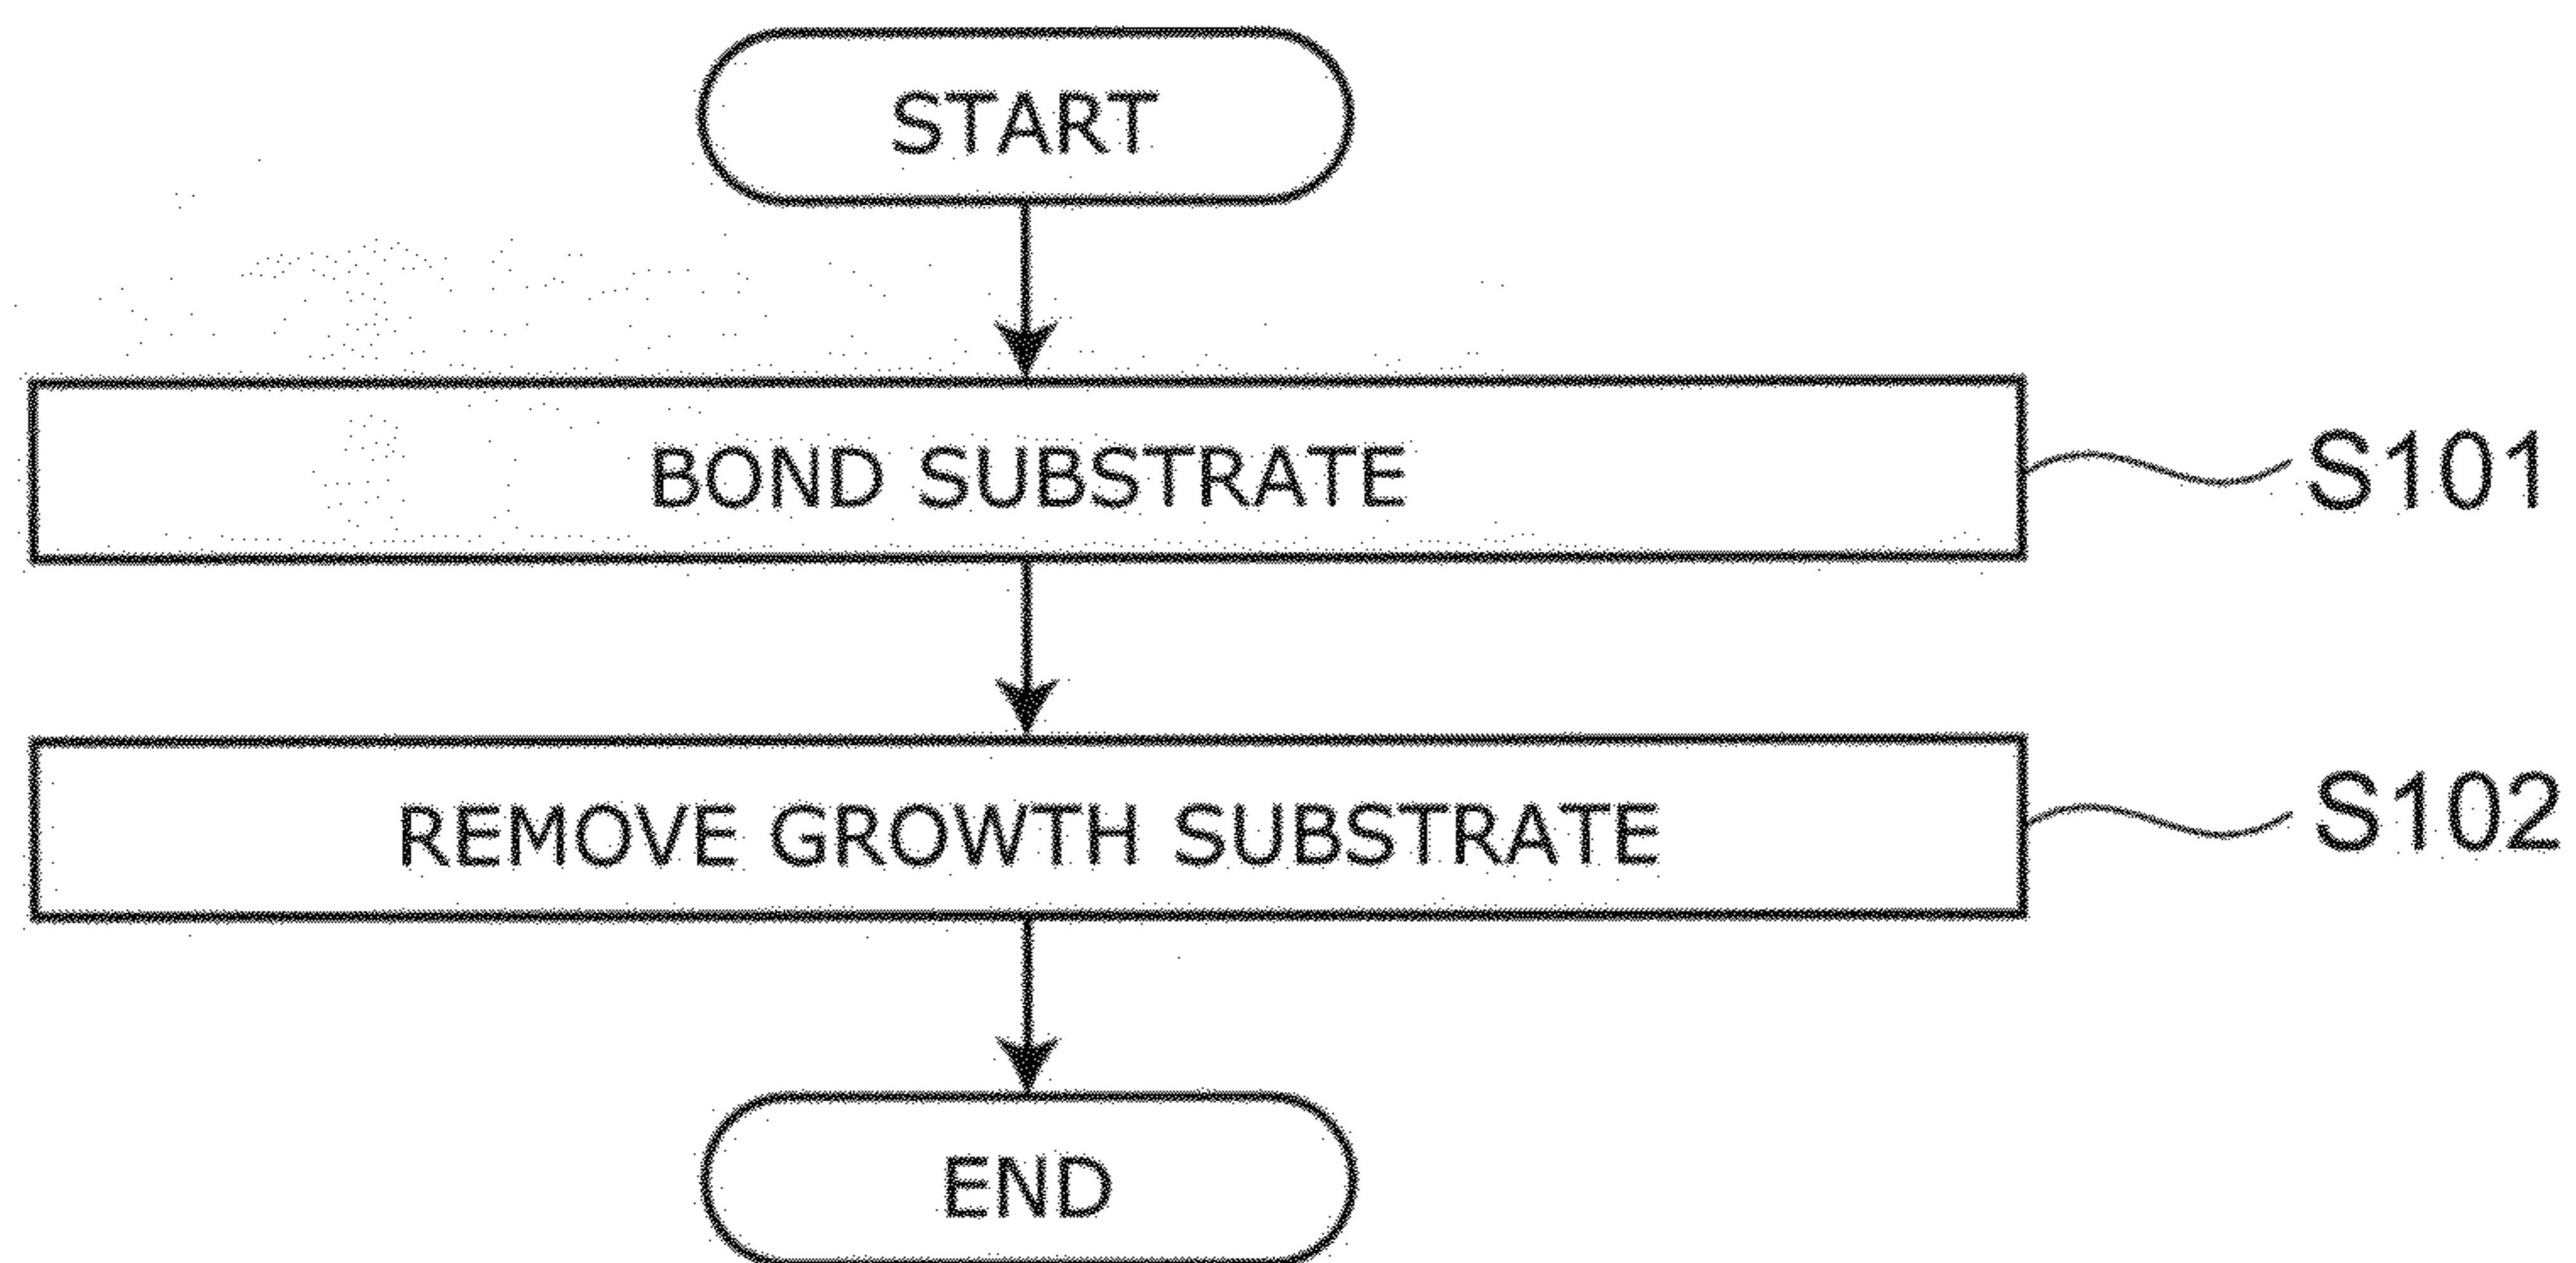 START
BOND SUBSTRATE
S101
REMOVE GROWTH SUBSTRATE
S102
END